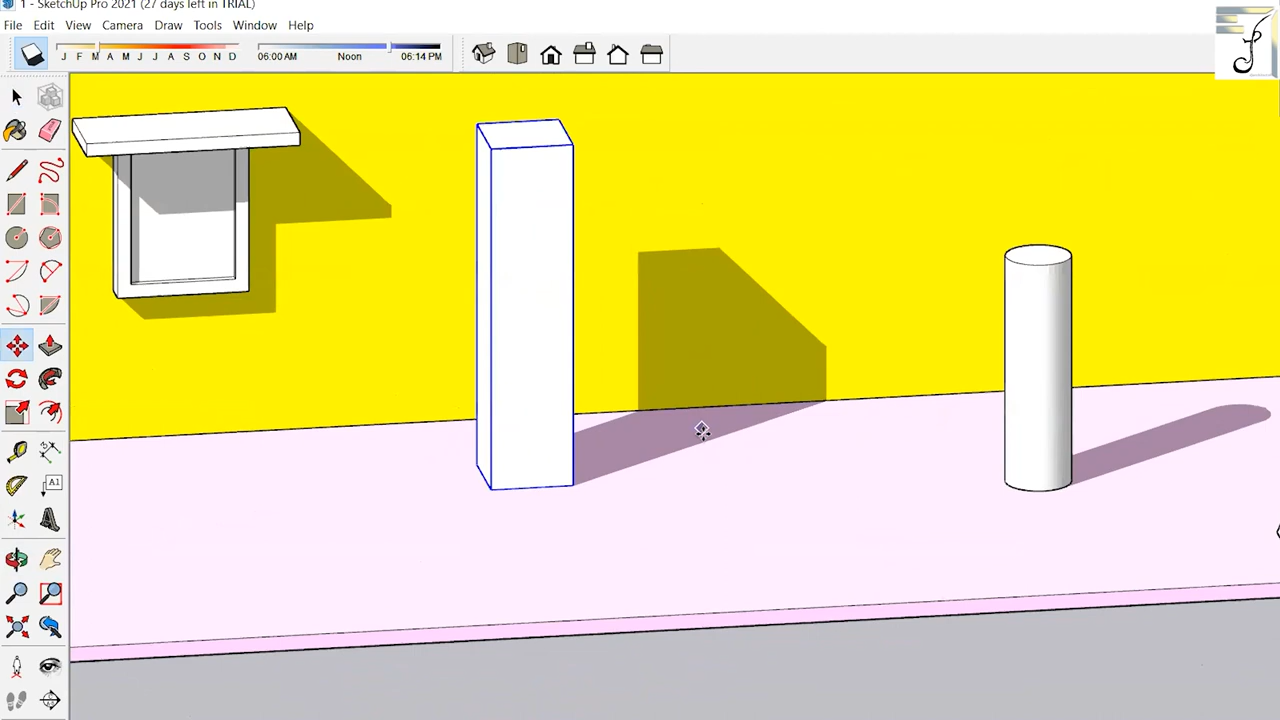 1 - SketchUp Pro 2021 (27 days left in TRIAL)
File Edit View Camera Draw Tools Window Help
J F M A M J J A S O N D 06:00 AM Noon 06:14 PM
A1